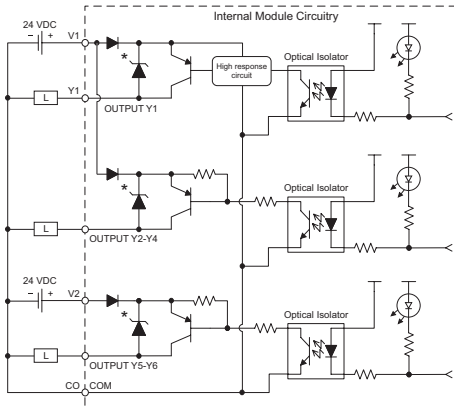 Internal Module Circuitry
24 VDC
− +
V1
*
High response
circuit
Optical Isolator
L
Y1
OUTPUT Y1
*
Optical Isolator
L
OUTPUT Y2-Y4
24 VDC
− +
V2
*
Optical Isolator
L
OUTPUT Y5-Y6
CO
COM